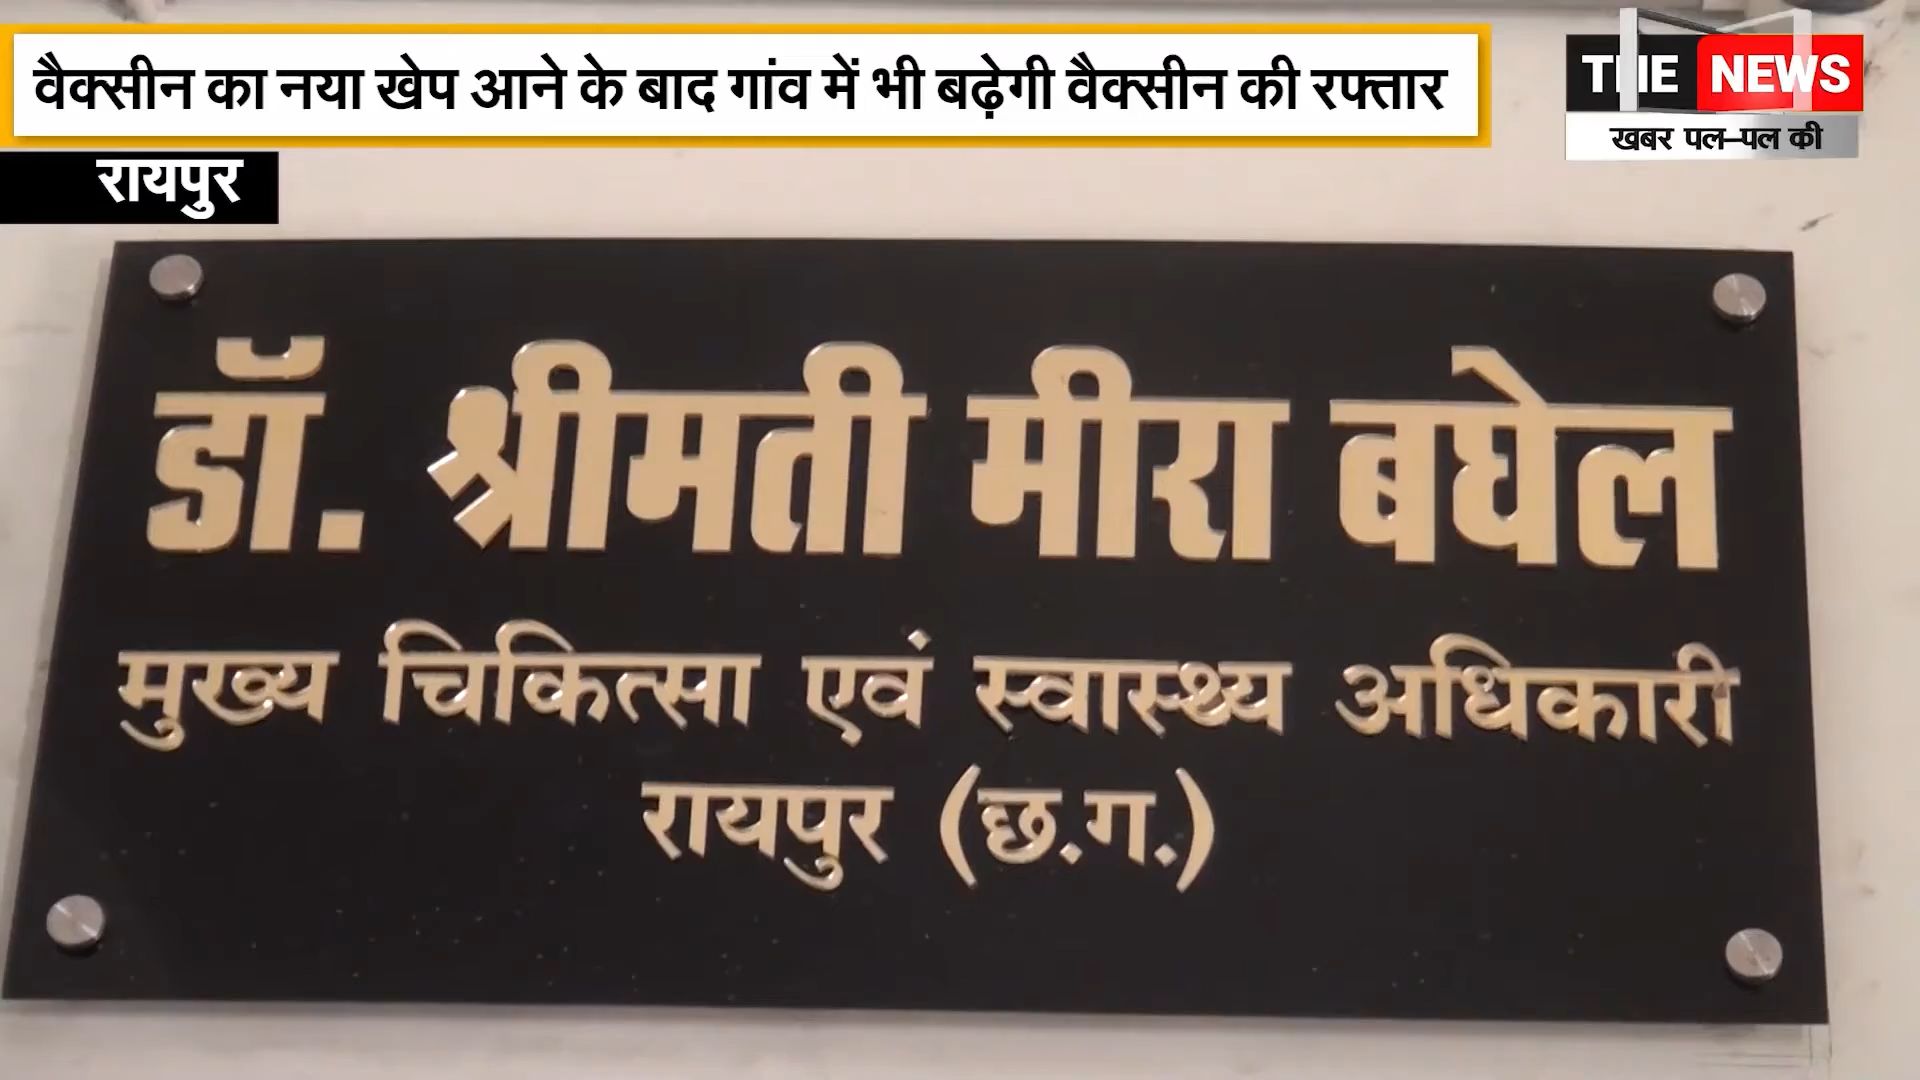 वैक्सीन का नया खेप आने के बाद गांव में भी बढ़ेगी वैक्सीन की रफ्तार
THE NEWS
खबर पल-पल की
रायपुर
डॉ. श्रीमती मीरा बघेल
मुख्य चिकित्सा एवं स्वास्थ्य अधिकारी
रायपुर (छ.ग.)